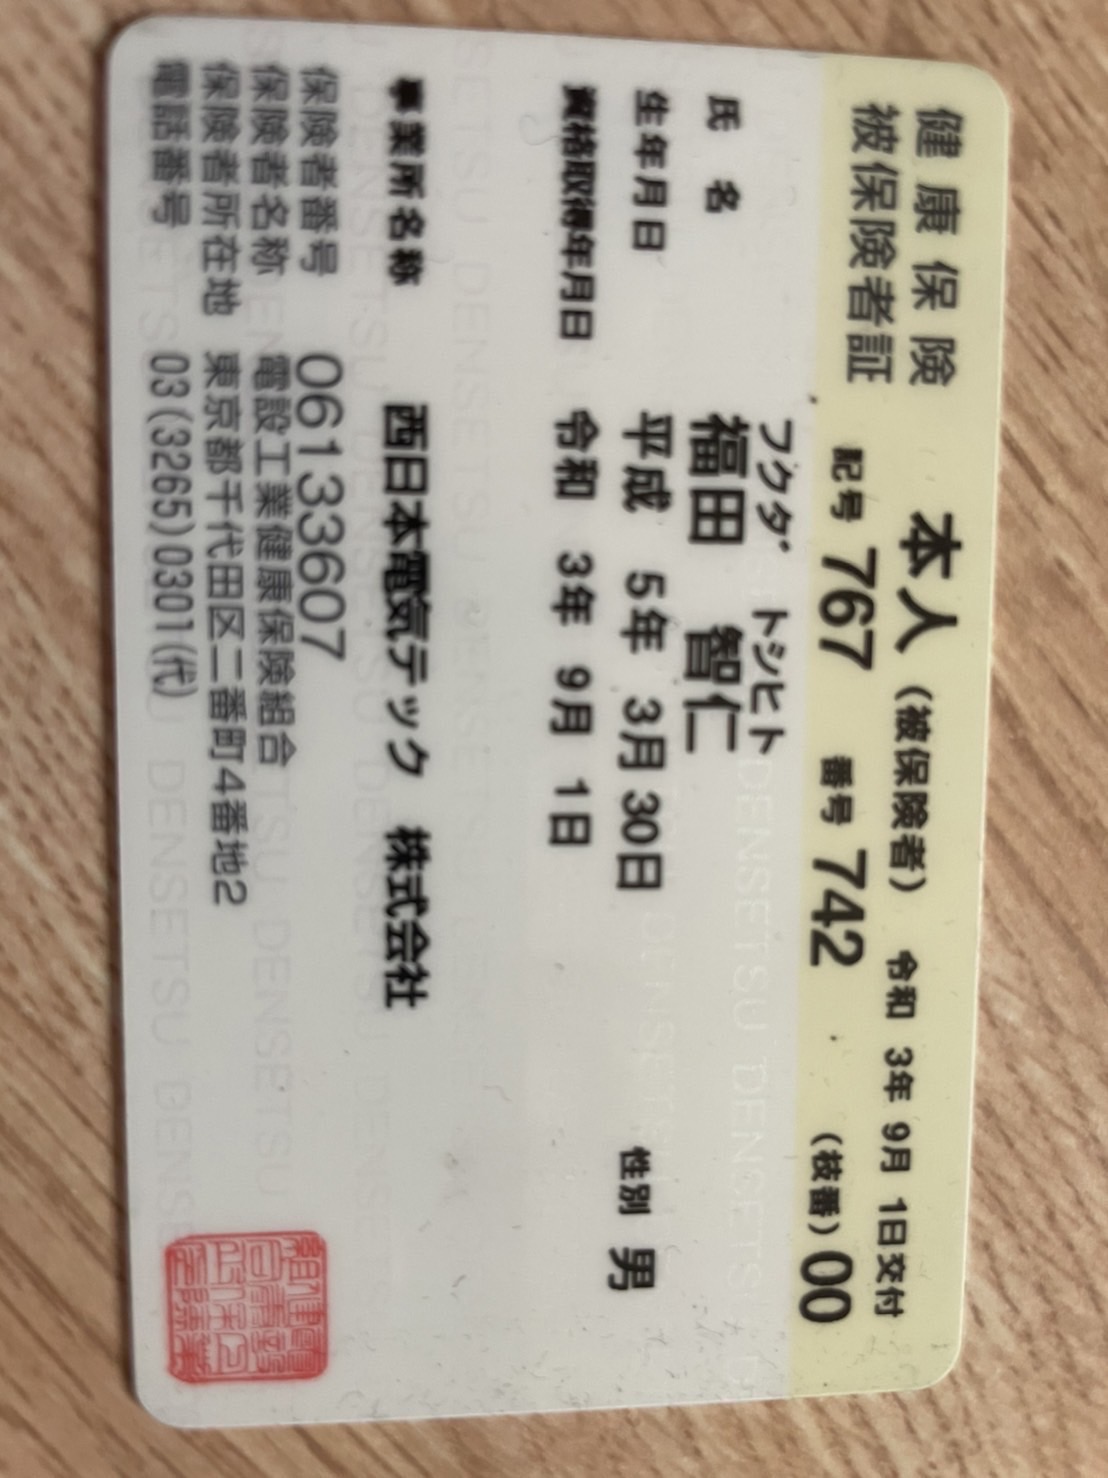 健康保険 本人（被保険者） 令和 3年 9月 1日交付
被保険者証 記号 767 番号 742 （枝番）00
フクダ トシヒト
氏名 福田 智仁
生年月日 平成 5年 3月30日 性別 男
資格取得年月日 令和 3年 9月 1日
事業所名称 西日本電気テック 株式会社
保険者番号 06133607
保険者名称 電設工業健康保険組合
保険者所在地 東京都千代田区二番町4番地2
電話番号 03(3265)0301(代)
DENSETSU DENSETSU DENSETSU